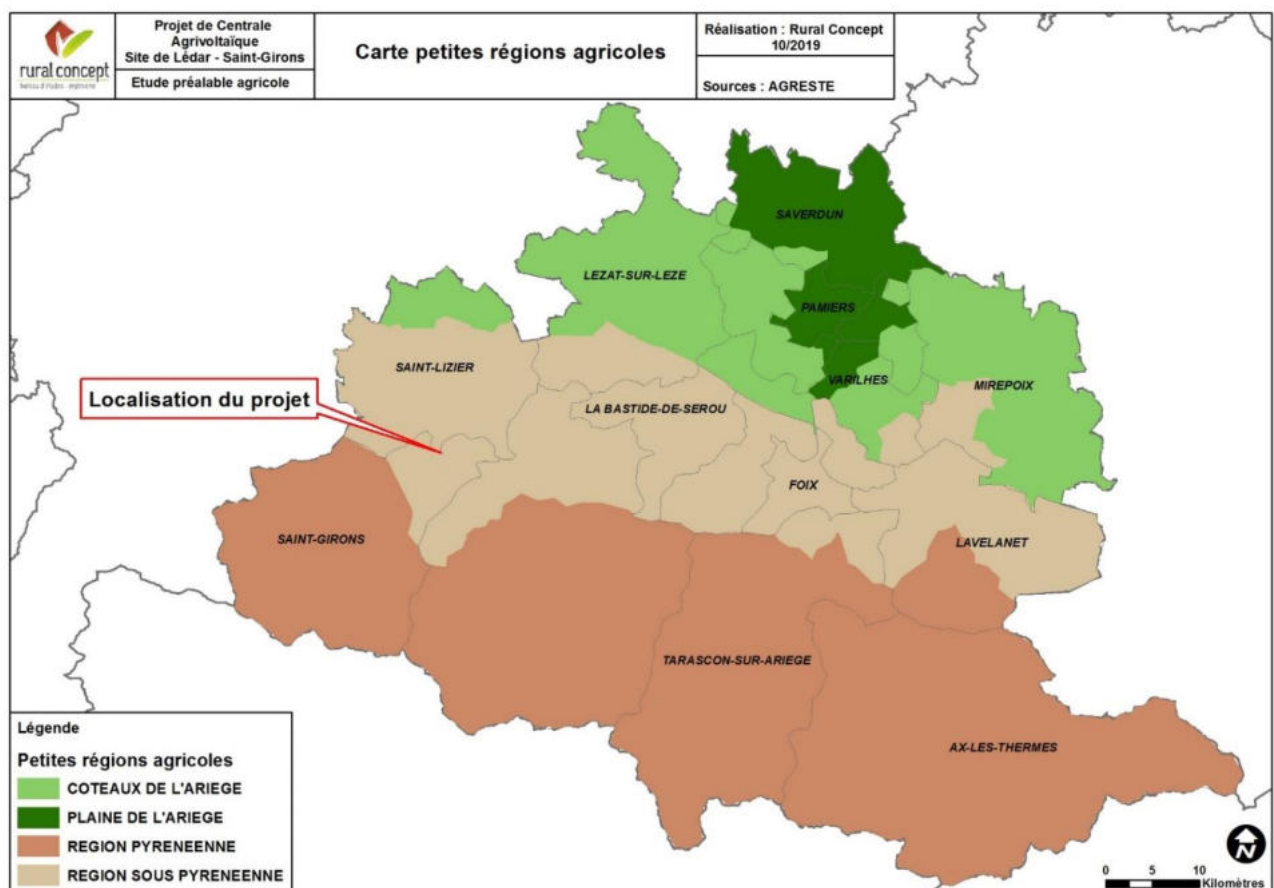 rural concept
bureau d'études - ingénierie
Projet de Centrale
Agrivoltaïque
Site de Lédar - Saint-Girons
Etude préalable agricole
Carte petites régions agricoles
Réalisation : Rural Concept
10/2019
Sources : AGRESTE
SAVERDUN
LEZAT-SUR-LEZE
PAMIERS
SAINT-LIZIER
VARILHES
MIREPOIX
Localisation du projet
LA BASTIDE-DE-SEROU
FOIX
SAINT-GIRONS
LAVELANET
TARASCON-SUR-ARIEGE
AX-LES-THERMES
Légende
Petites régions agricoles
COTEAUX DE L'ARIEGE
PLAINE DE L'ARIEGE
REGION PYRENEENNE
REGION SOUS PYRENEENNE
N
0 5 10
Kilomètres